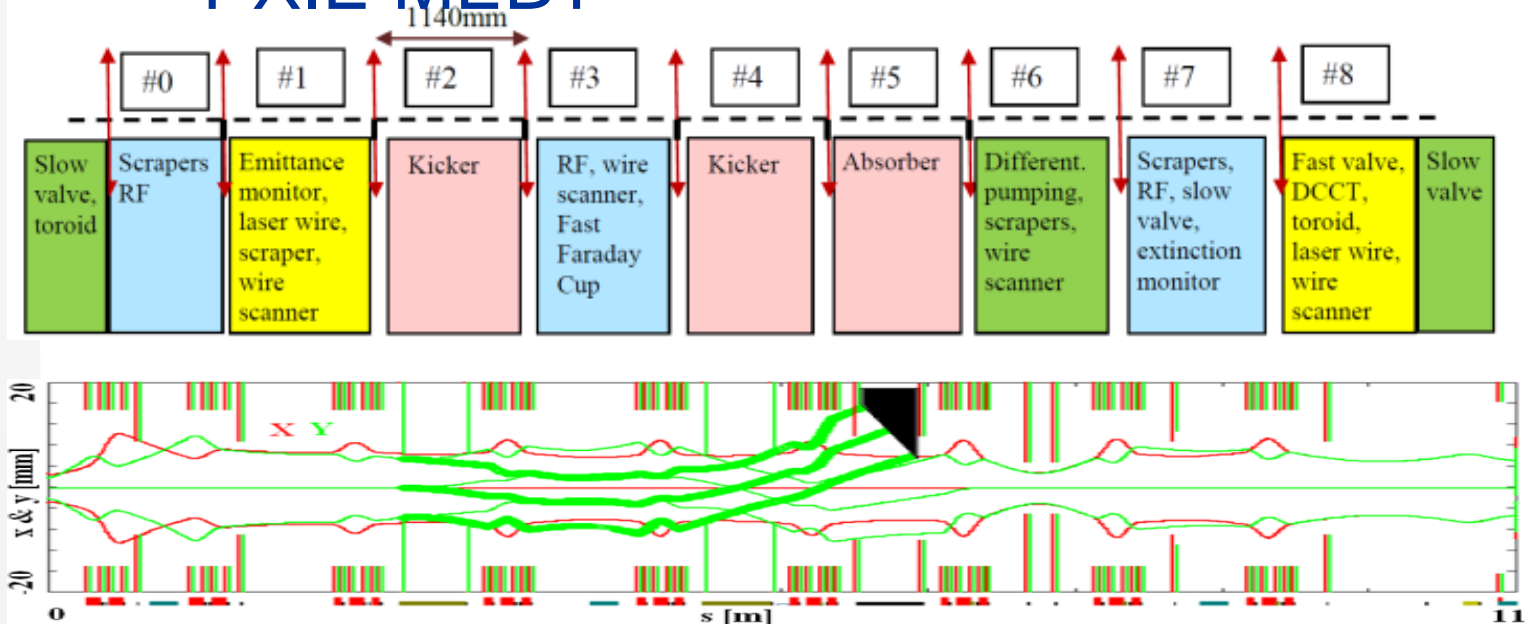 PXIE MEBT
1140mm
#0
#1
#2
#3
#4
#5
#6
#7
#8
Slow
valve,
toroid
Scrapers
RF
Emittance
monitor,
laser wire,
scraper,
wire
scanner
Kicker
RF, wire
scanner,
Fast
Faraday
Cup
Kicker
Absorber
Different.
pumping,
scrapers,
wire
scanner
Scrapers,
RF, slow
valve,
extinction
monitor
Fast valve,
DCCT,
toroid,
laser wire,
wire
scanner
Slow
valve
20
x & y [mm]
-20
X Y
0
s [m]
11